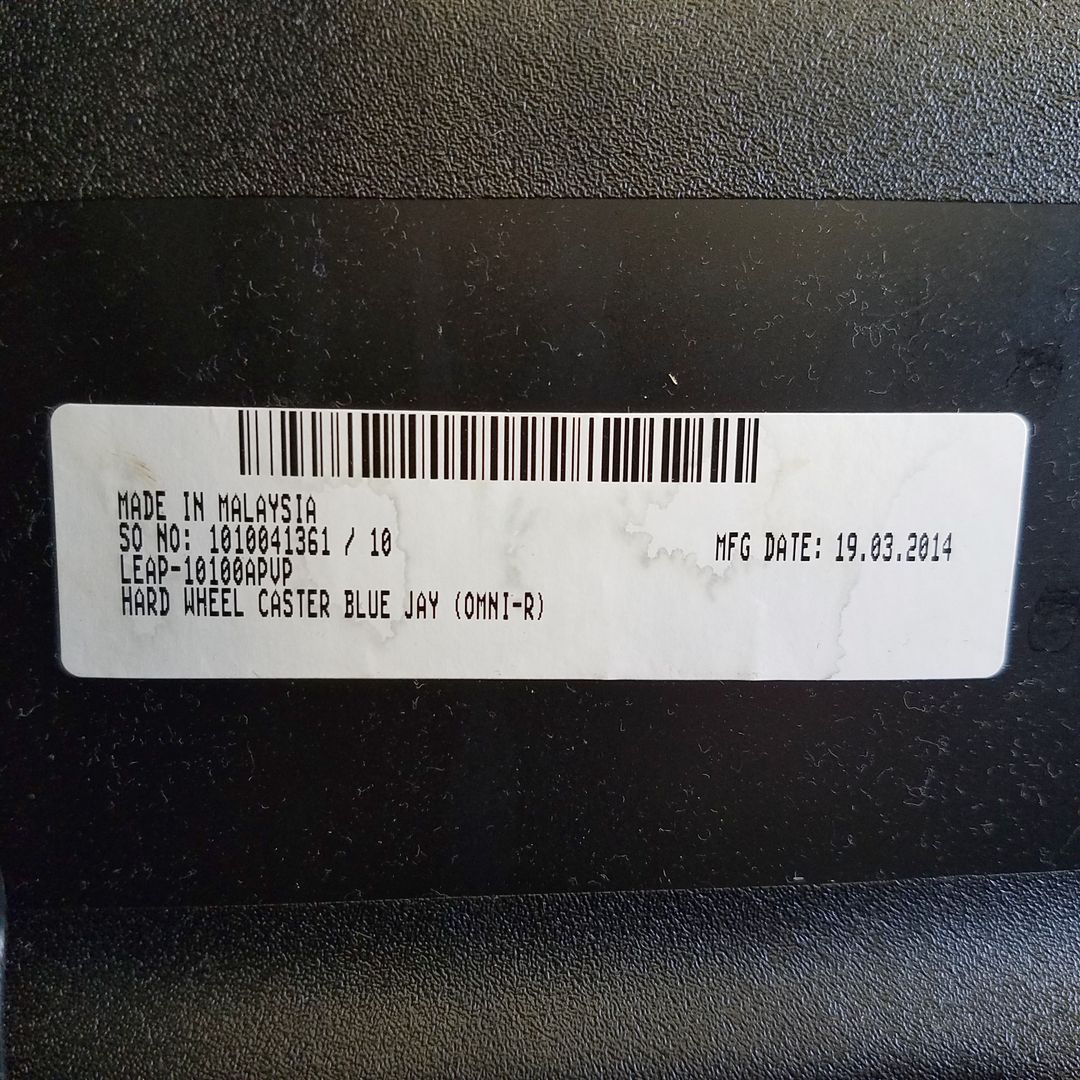 MADE IN MALAYSIA
SO NO: 1010041361 / 10
MFG DATE: 19.03.2014
LEAP-10100APVP
HARD WHEEL CASTER BLUE JAY (OMNI-R)